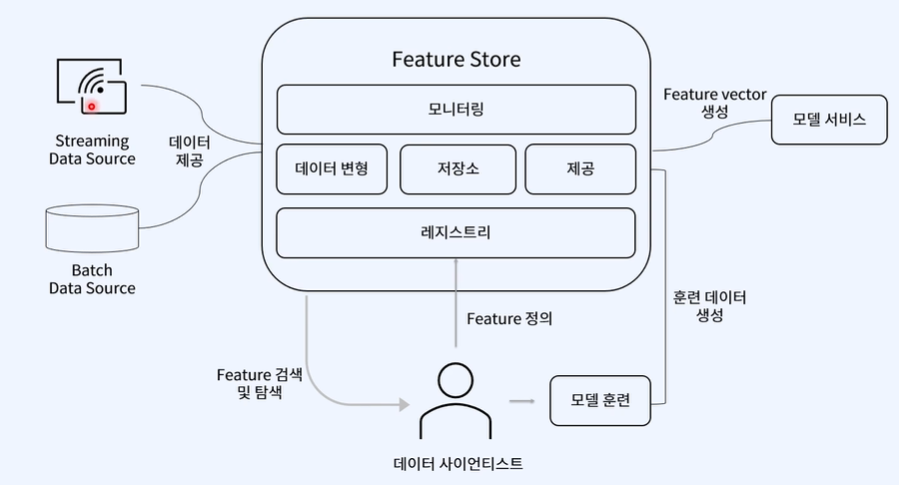 Feature Store
모니터링
데이터 변형
저장소
제공
레지스트리
Streaming
Data Source
데이터
제공
Batch
Data Source
Feature vector
생성
모델 서비스
훈련 데이터
생성
Feature 정의
Feature 검색
및 탐색
모델 훈련
데이터 사이언티스트